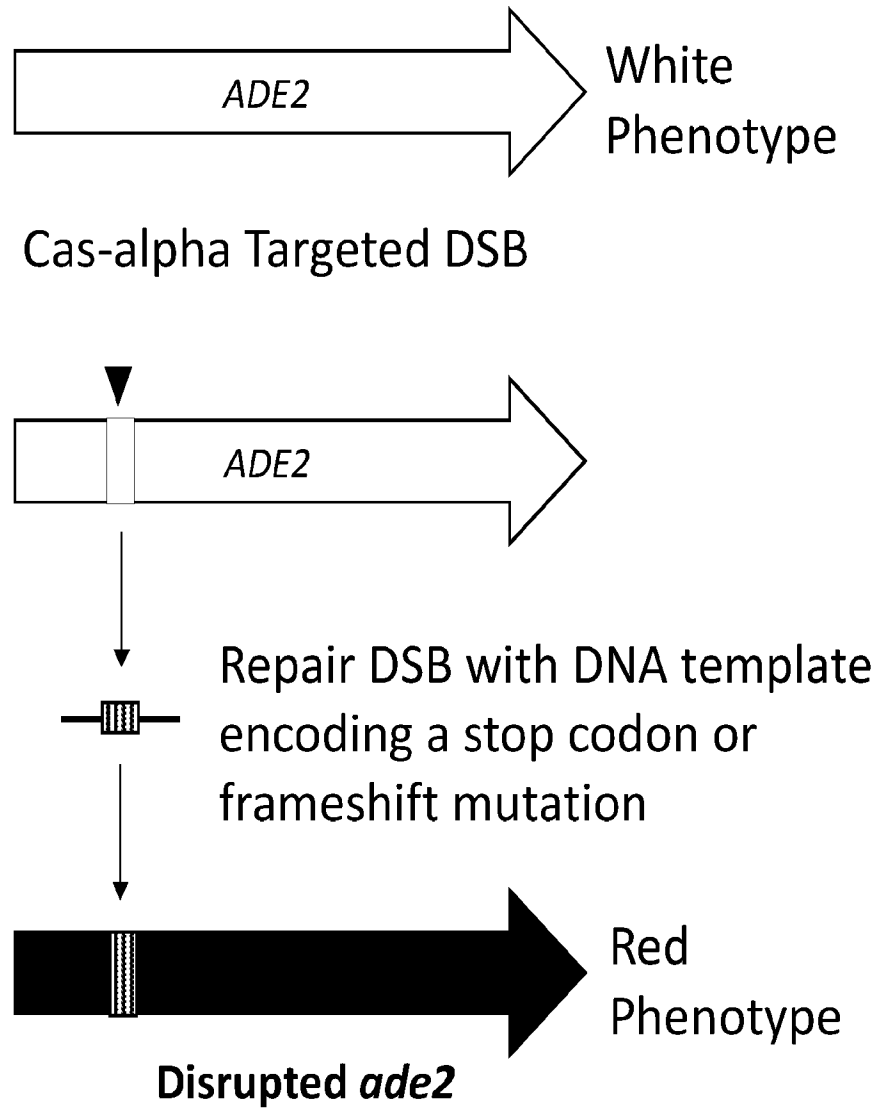 ADE2
White
Phenotype
Cas-alpha Targeted DSB
ADE2
Repair DSB with DNA template
encoding a stop codon or
frameshift mutation
Red
Phenotype
Disrupted ade2